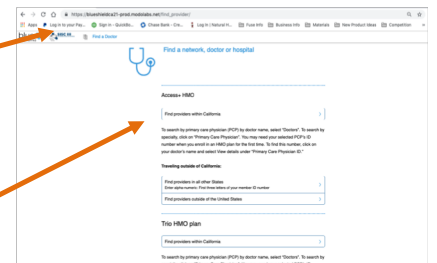 https://blueshieldca21-prod.modolabs.net/find_provider/
Apps Log In to your Pay... Sign in - QuickBo... Chase Bank - Cre... Log In | Natural H... Fuse Info Business Info Materials New Product Ideas Competition
Find a Doctor
Find a network, doctor or hospital
Access+ HMO
Find providers within California
To search by primary care physician (PCP) by doctor name, select "Doctors". To search by
specialty, click on "Primary Care Physician". You may need your selected PCP's ID
number when you enroll in an HMO plan for the first time. To find this number, click on
your doctor's name and select View details under "Primary Care Physician ID."
Traveling outside of California:
Find providers in all other States
Enter alpha numeric: Find three letters of your member ID number
Find providers outside of the United States
Trio HMO plan
Find providers within California
To search by primary care physician (PCP) by doctor name, select "Doctors". To search by